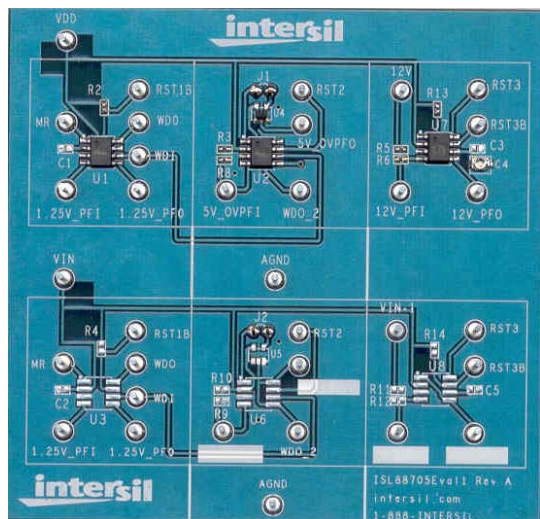 VDD
intersil
J1
R2
RST1B
RST2
12V
R13
RST3
U4
MR
WDO
5V_OVPFO
U7
RST3B
R3
R5
C3
C1
WDI
R8
R6
C4
U1
U2
1.25V_PFI
1.25V_PFO
5V_OVPFI
WDO_2
12V_PFI
12V_PFO
VIN
AGND
J2
VIN-1
R4
RST1B
RST2
R14
RST3
U5
MR
WDO
U8
RST3B
R10
R11
C2
WDI
R9
R12
C5
U3
U6
1.25V_PFI
1.25V_PFO
WDO_2
intersil
AGND
ISL88705Eval1 Rev A
intersil.com
1-888-INTERSIL